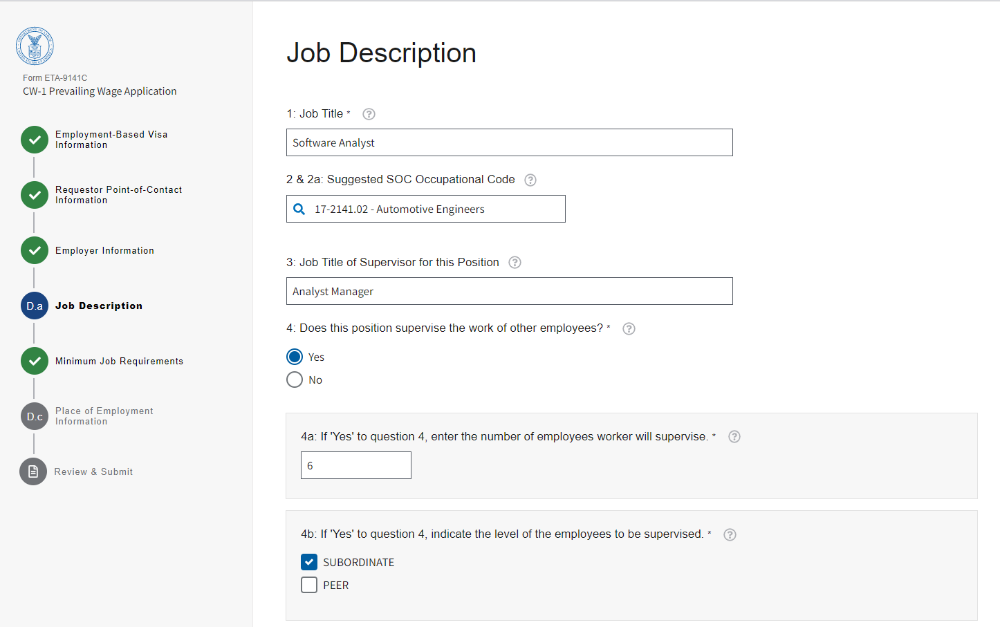 Form ETA-9141C
CW-1 Prevailing Wage Application
Employment-Based Visa
Information
Requestor Point-of-Contact
Information
Employer Information
D.a Job Description
Minimum Job Requirements
D.c Place of Employment
Information
Review & Submit
Job Description
1: Job Title *
Software Analyst
2 & 2a: Suggested SOC Occupational Code
17-2141.02 - Automotive Engineers
3: Job Title of Supervisor for this Position
Analyst Manager
4: Does this position supervise the work of other employees? *
Yes
No
4a: If 'Yes' to question 4, enter the number of employees worker will supervise. *
6
4b: If 'Yes' to question 4, indicate the level of the employees to be supervised. *
SUBORDINATE
PEER